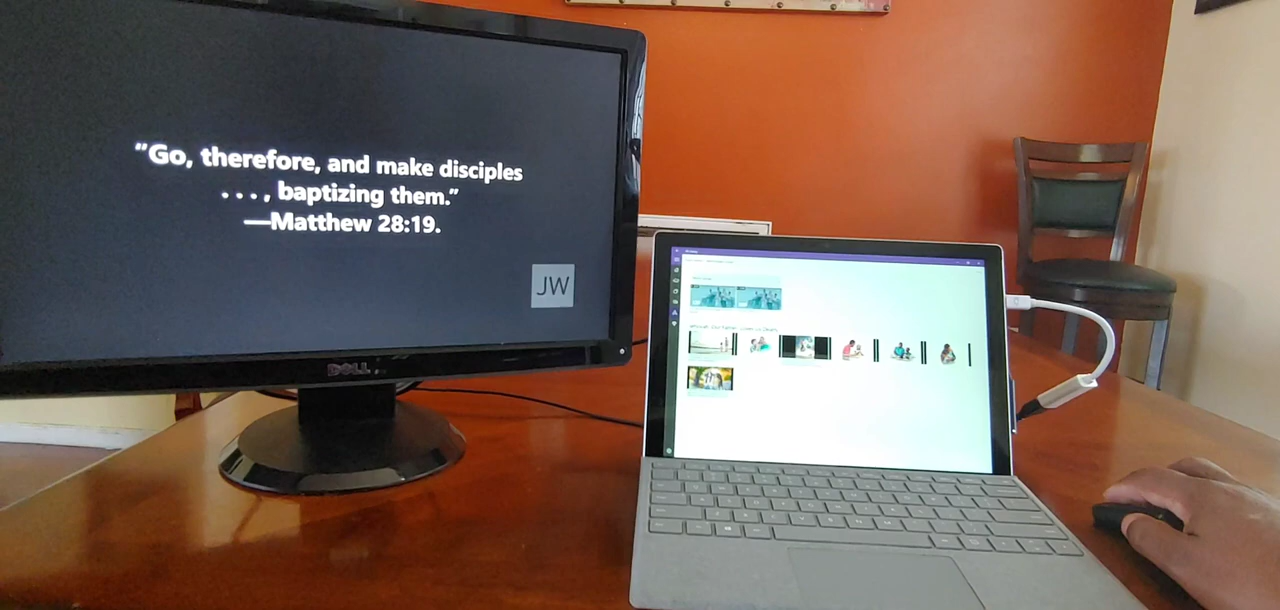 "Go, therefore, and make disciples
. . . , baptizing them."
—Matthew 28:19.
JW
DELL